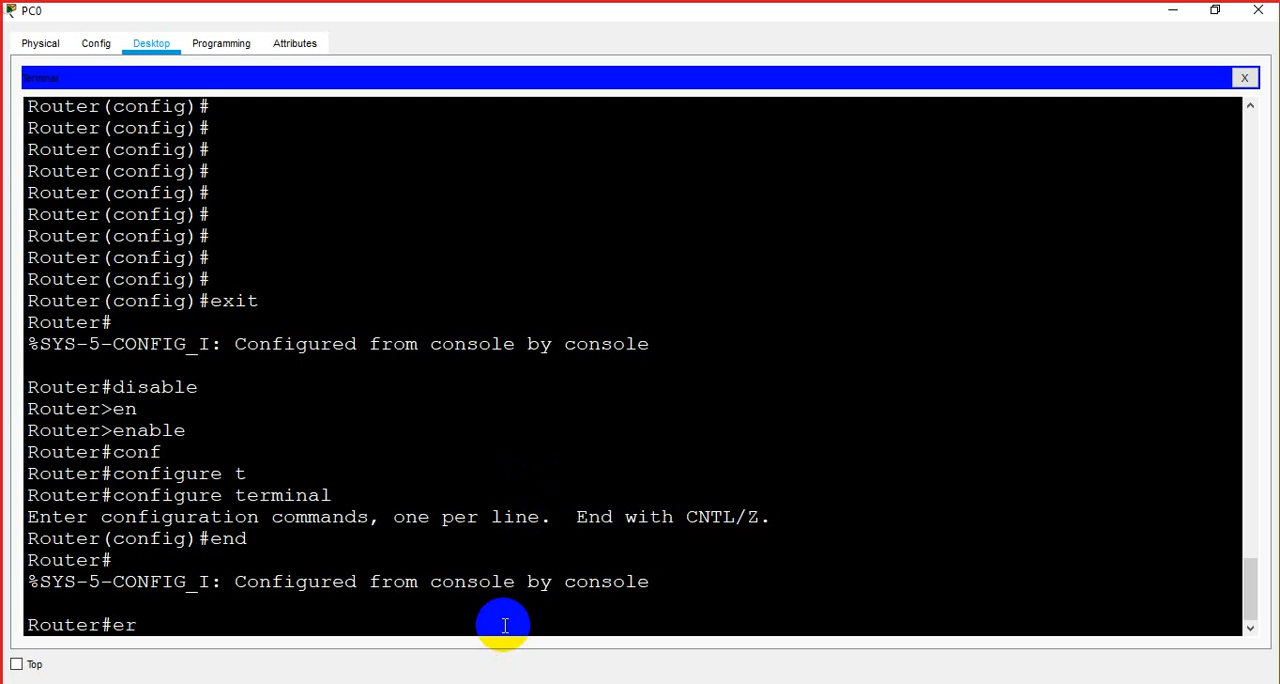 PC0
Physical Config Desktop Programming Attributes
Terminal X
Router(config)#
Router(config)#
Router(config)#
Router(config)#
Router(config)#
Router(config)#
Router(config)#
Router(config)#
Router(config)#
Router(config)#exit
Router#
%SYS-5-CONFIG_I: Configured from console by console
Router#disable
Router>en
Router>enable
Router#conf
Router#configure t
Router#configure terminal
Enter configuration commands, one per line.  End with CNTL/Z.
Router(config)#end
Router#
%SYS-5-CONFIG_I: Configured from console by console
Router#er
Top